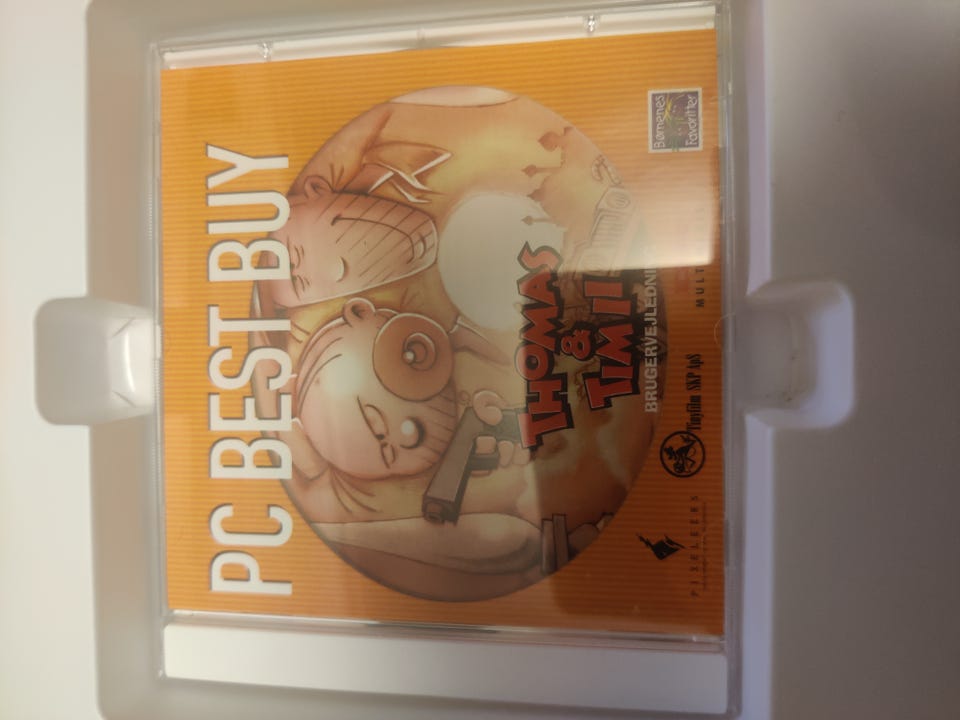 PC BEST BUY
THOMAS
&
TIM
BRUGERVEJLEDNI
Børnenes
Favoritter
PIXELEERS
Tinyfilm SKP ApS
MULT